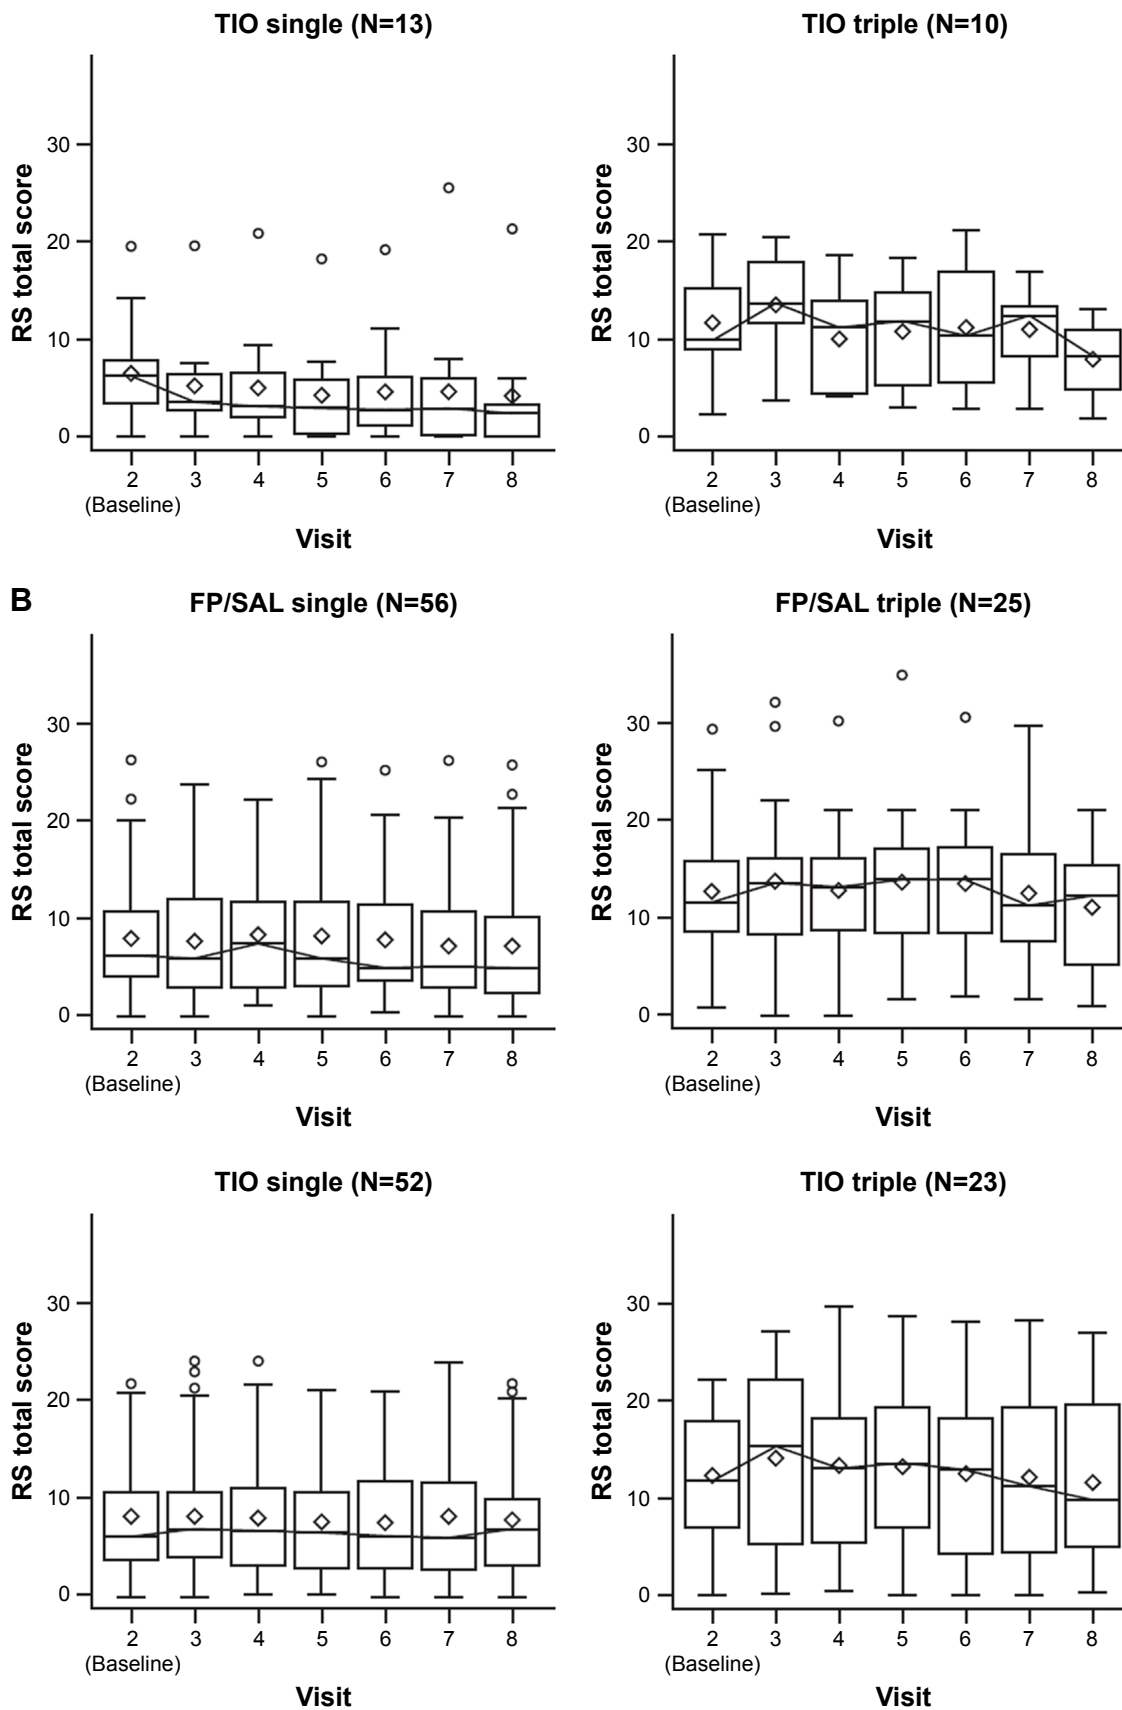 TIO single (N=13)
TIO triple (N=10)
RS total score
30
20
10
0
2 3 4 5 6 7 8
(Baseline)
Visit
RS total score
30
20
10
0
2 3 4 5 6 7 8
(Baseline)
Visit
B
FP/SAL single (N=56)
FP/SAL triple (N=25)
RS total score
30
20
10
0
2 3 4 5 6 7 8
(Baseline)
Visit
RS total score
30
20
10
0
2 3 4 5 6 7 8
(Baseline)
Visit
TIO single (N=52)
TIO triple (N=23)
RS total score
30
20
10
0
2 3 4 5 6 7 8
(Baseline)
Visit
RS total score
30
20
10
0
2 3 4 5 6 7 8
(Baseline)
Visit